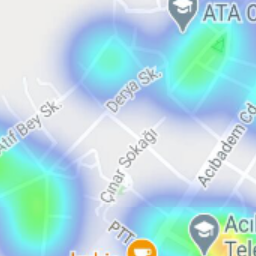 ATA
Derya Sk.
Atıf Bey Sk.
Çınar Sokağı
Acıbadem Cd
PTT
Acı
Tele